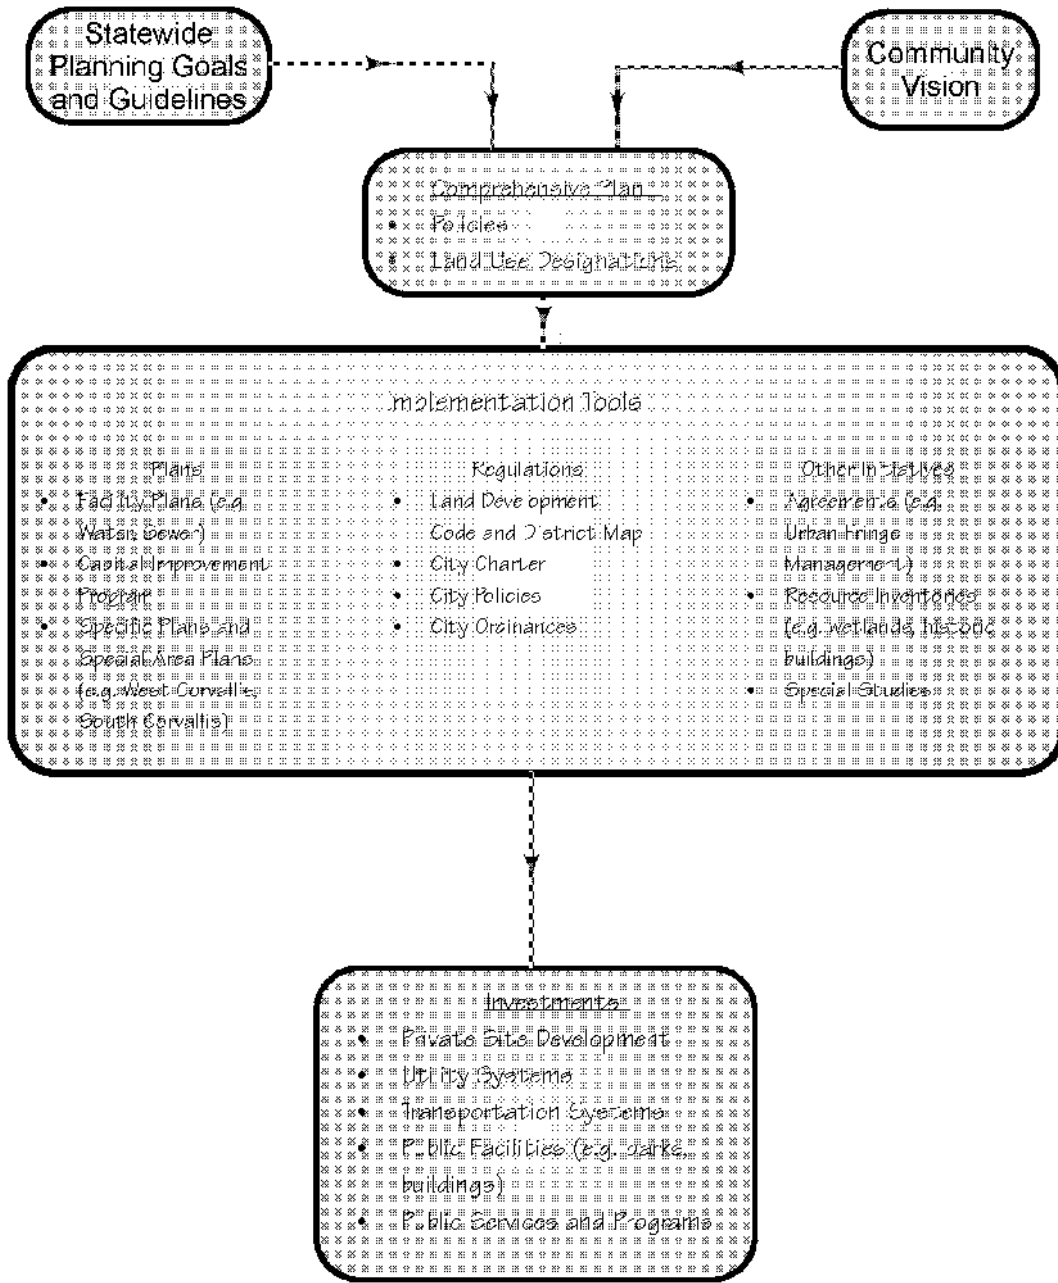 Statewide
Planning Goals
and Guidelines
Community
Vision
Comprehensive Plan
• Policies
• Land Use Designations
Implementation Tools
Plans
• Facility Plans (e.g.
Water, Sewer)
• Capital Improvement
Program
• Specific Plans and
Special Area Plans
(e.g. West Corvallis,
South Corvallis)
Regulations
• Land Development
Code and District Map
• City Charter
• City Policies
• City Ordinances
Other Initiatives
• Agreements (e.g.
Urban Fringe
Management)
• Resource Inventories
(e.g. wetlands, historic
buildings)
• Special Studies
Investments
• Private Site Development
• Utility Systems
• Transportation Systems
• Public Facilities (e.g. parks,
buildings)
• Public Services and Programs